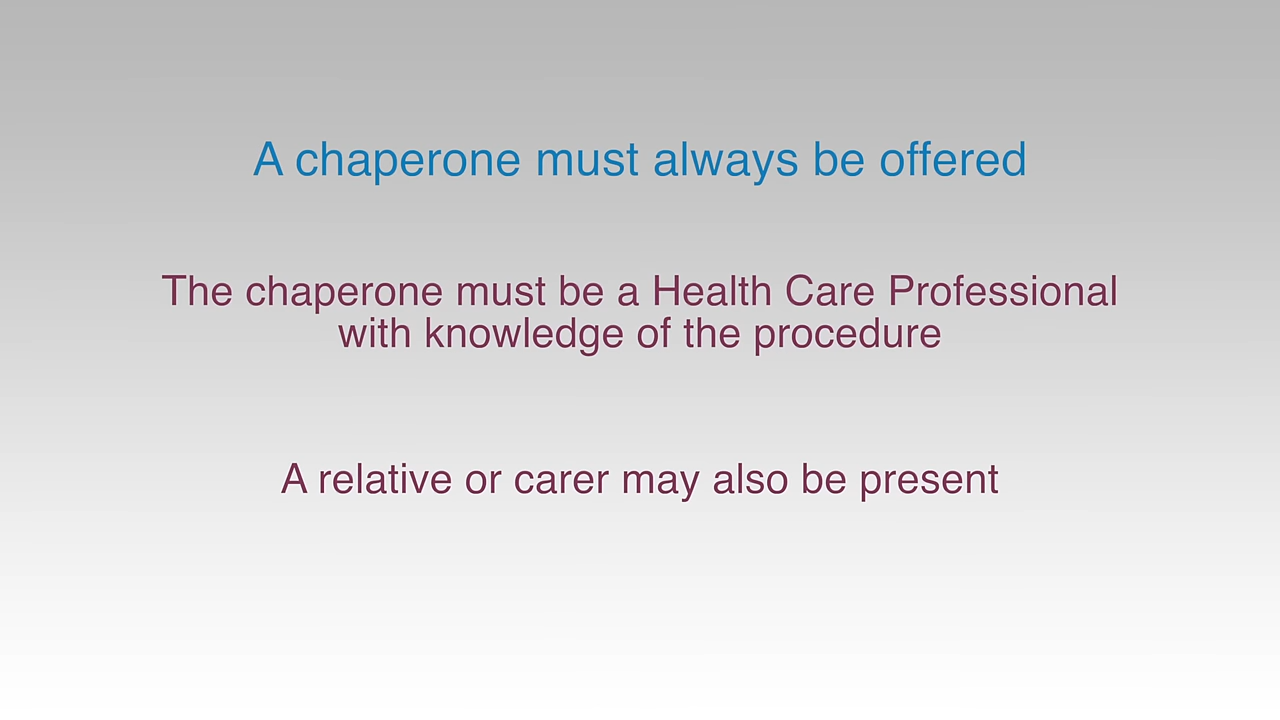 A chaperone must always be offered
The chaperone must be a Health Care Professional
with knowledge of the procedure
A relative or carer may also be present